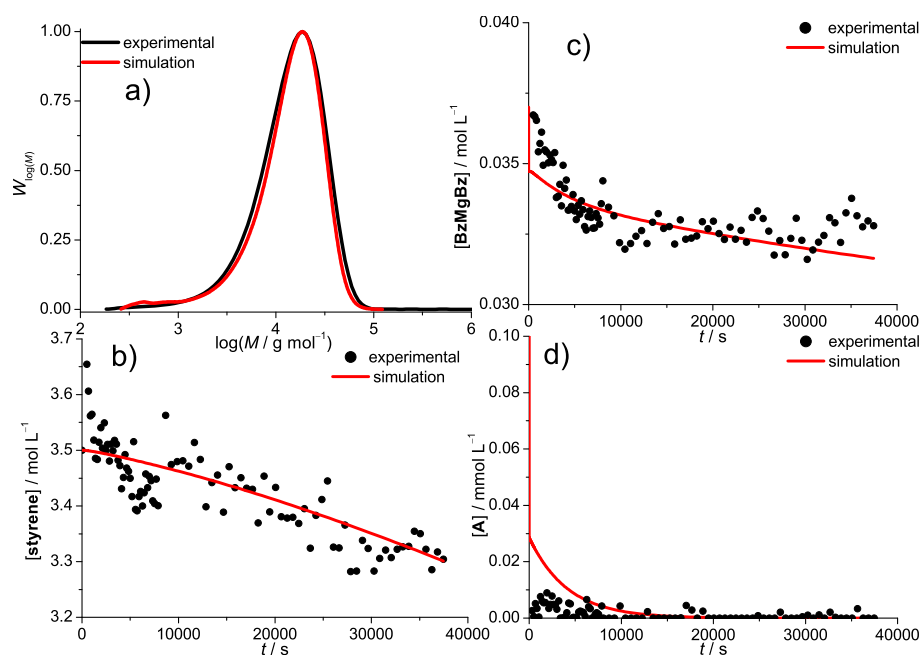 experimental
simulation
a)
1.00
0.75
0.50
0.25
0.00
W log(M)
2 3 4 5 6
log(M / g mol⁻¹)
experimental
simulation
c)
0.040
0.035
0.030
[BzMgBz] / mol L⁻¹
0 10000 20000 30000 40000
t / s
b)
experimental
simulation
3.7
3.6
3.5
3.4
3.3
3.2
[styrene] / mol L⁻¹
0 10000 20000 30000 40000
t / s
d)
experimental
simulation
0.10
0.08
0.06
0.04
0.02
0.00
[A] / mmol L⁻¹
0 10000 20000 30000 40000
t / s